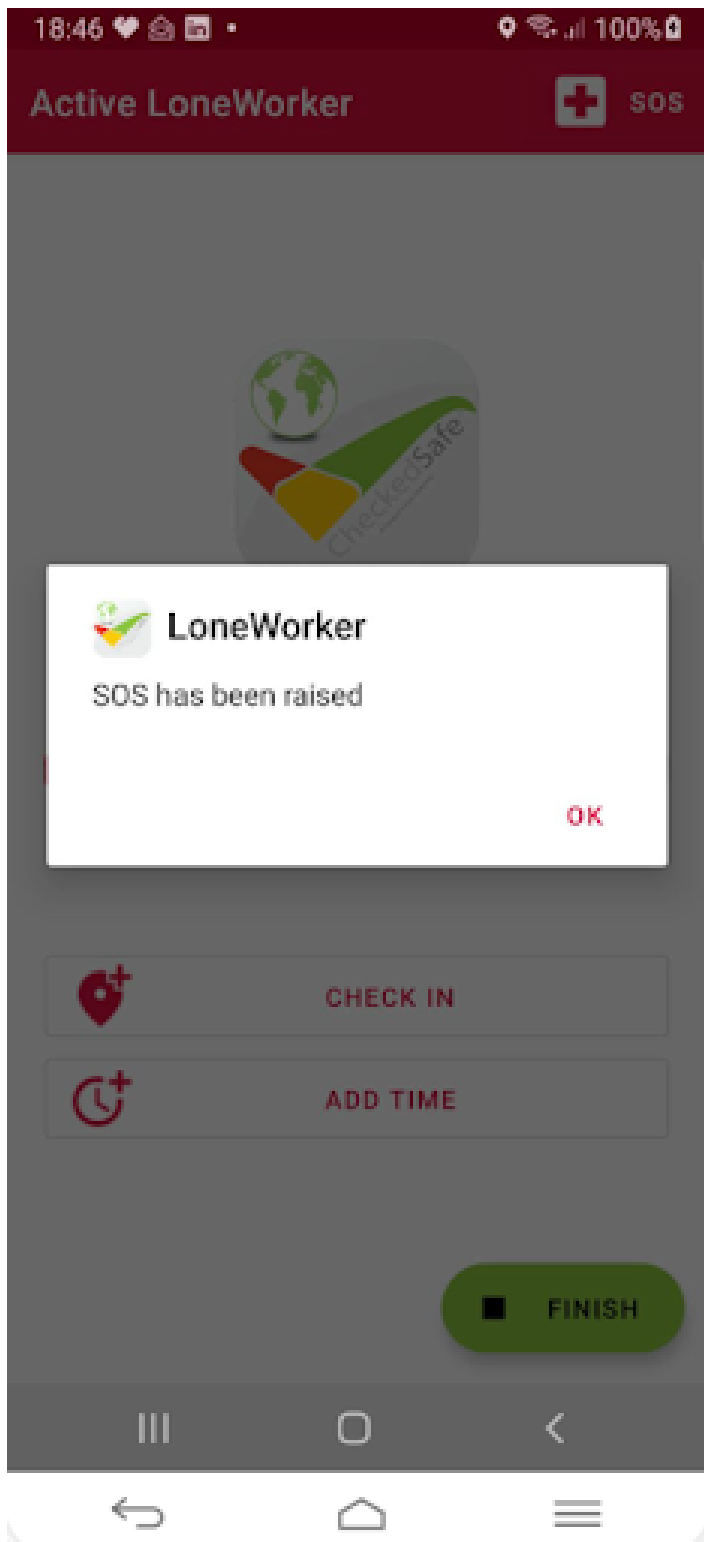 18:46 100%
Active LoneWorker SOS
CheckedSafe
LoneWorker
SOS has been raised
OK
CHECK IN
ADD TIME
FINISH